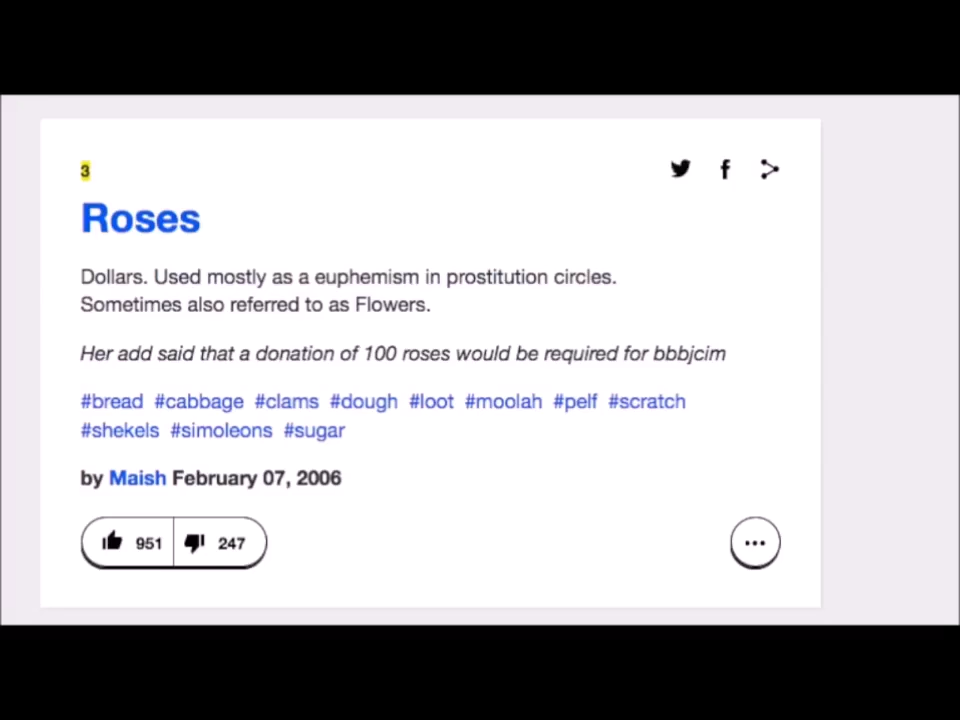 3
Roses
Dollars. Used mostly as a euphemism in prostitution circles.
Sometimes also referred to as Flowers.
Her add said that a donation of 100 roses would be required for bbbjcim
#bread #cabbage #clams #dough #loot #moolah #pelf #scratch
#shekels #simoleons #sugar
by Maish February 07, 2006
951 247